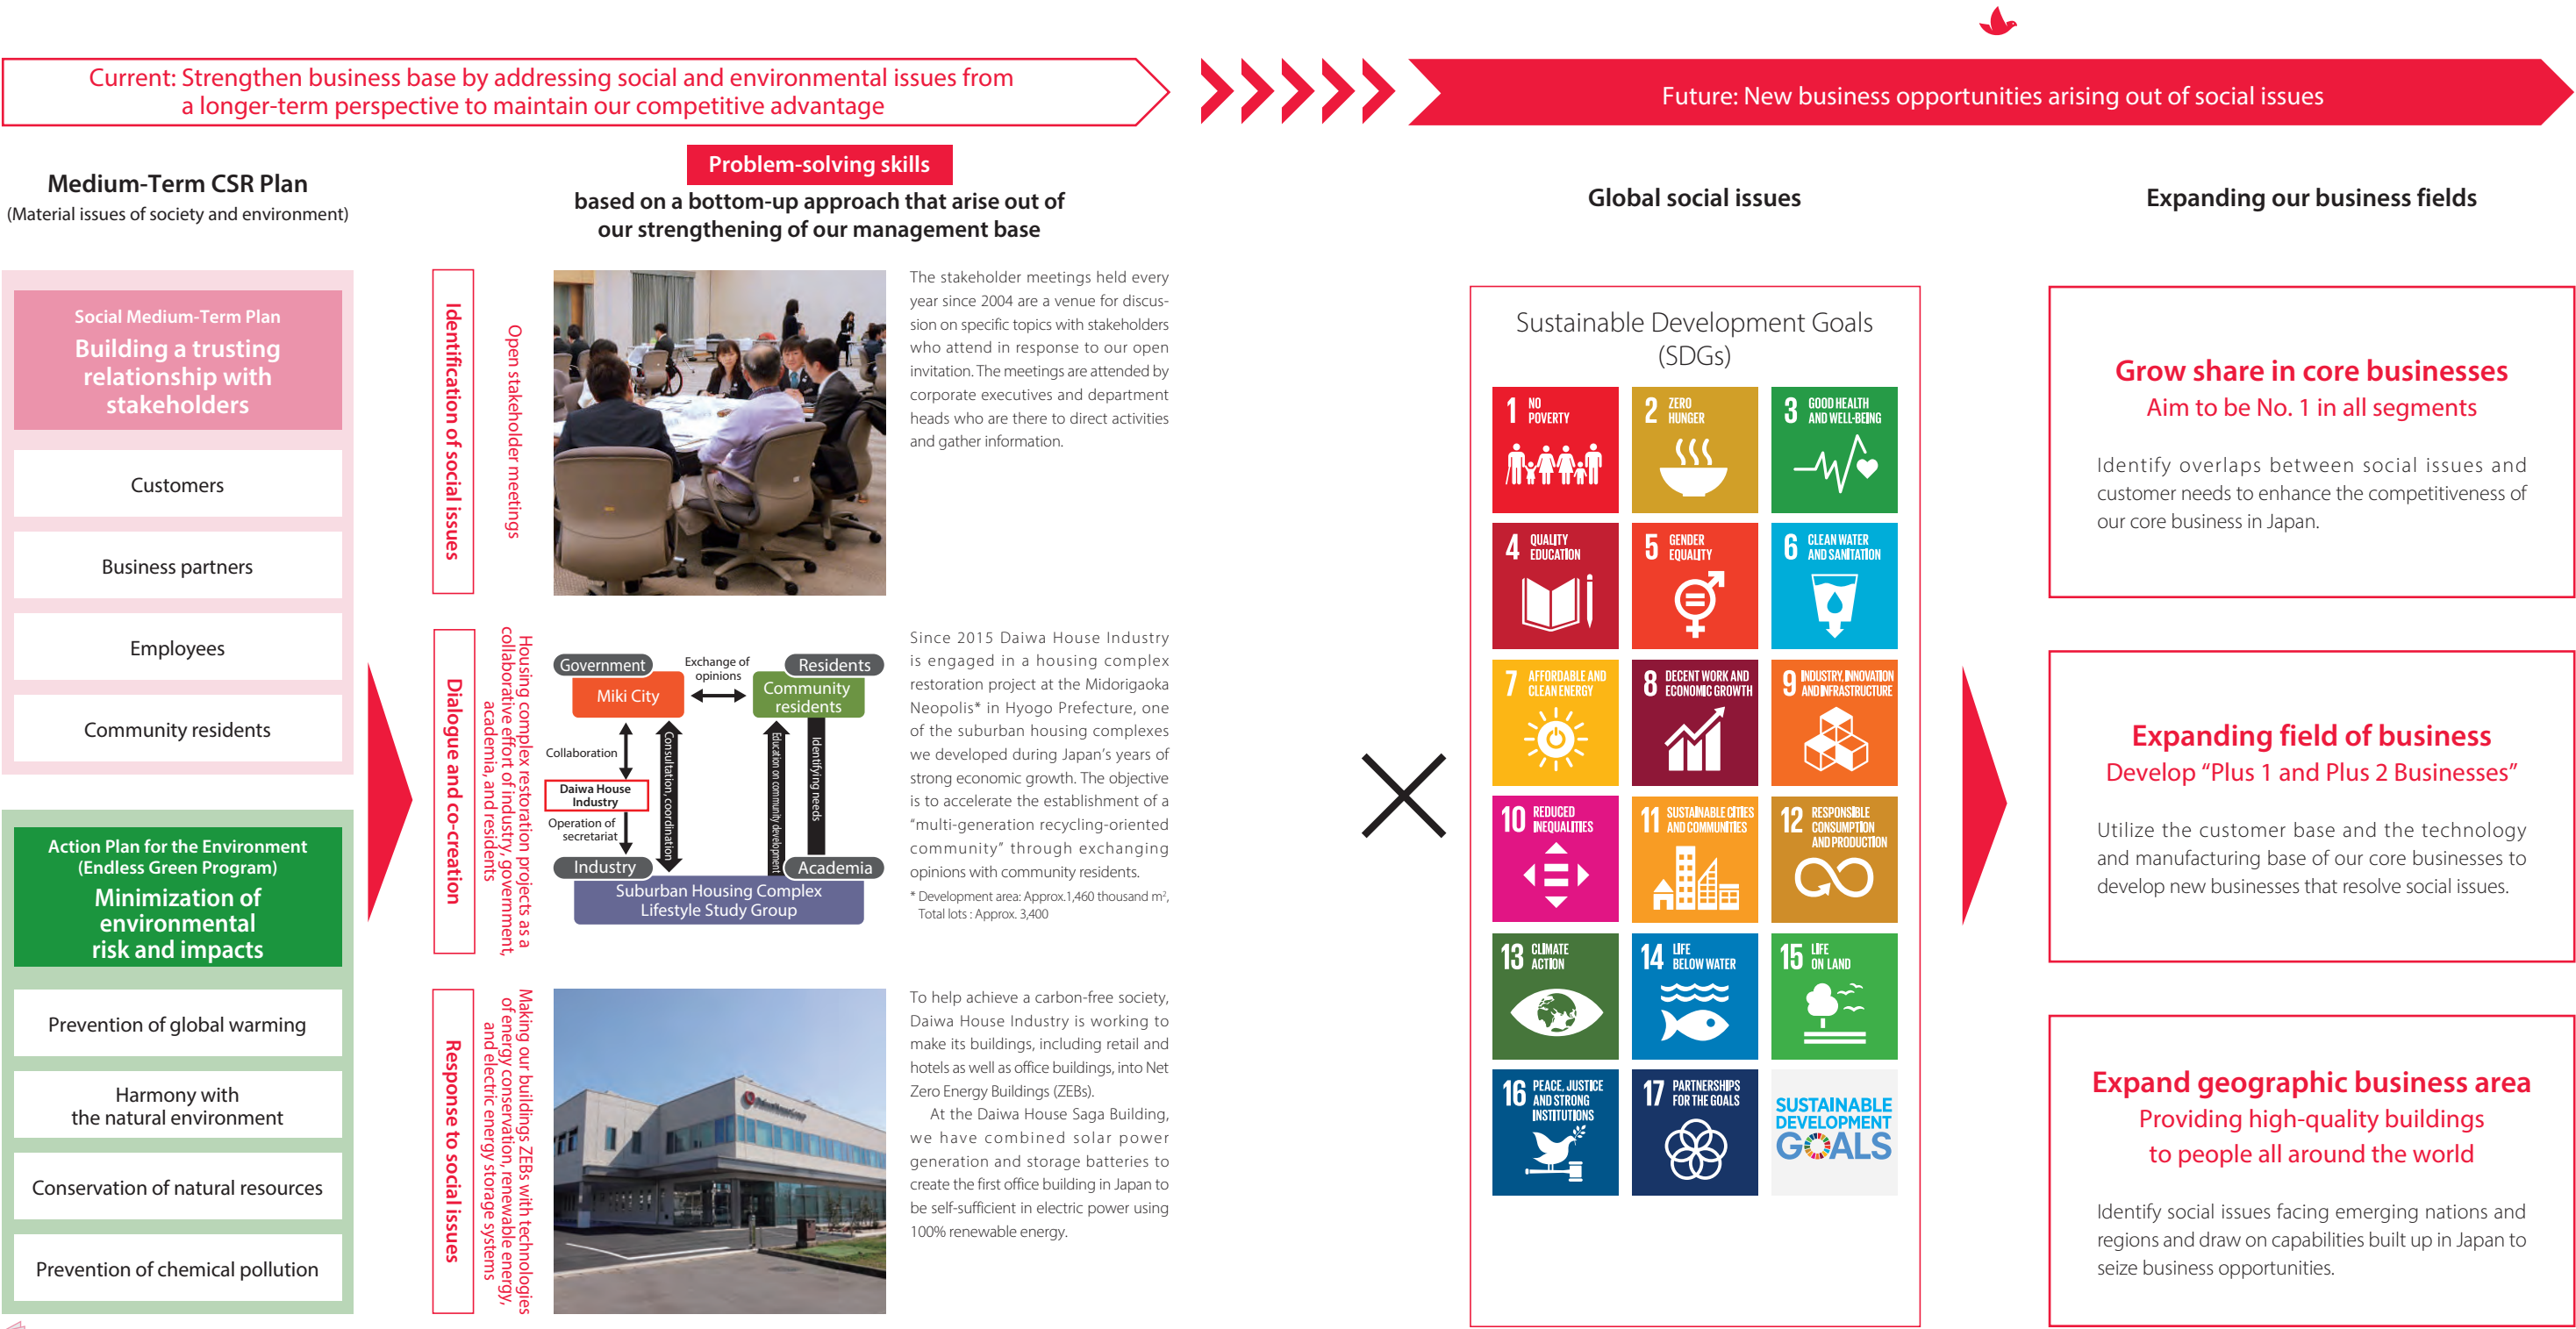 Current: Strengthen business base by addressing social and environmental issues from
a longer-term perspective to maintain our competitive advantage
Future: New business opportunities arising out of social issues
Medium-Term CSR Plan
(Material issues of society and environment)
Social Medium-Term Plan
Building a trusting
relationship with
stakeholders
Customers
Business partners
Employees
Community residents
Action Plan for the Environment
(Endless Green Program)
Minimization of
environmental
risk and impacts
Prevention of global warming
Harmony with
the natural environment
Conservation of natural resources
Prevention of chemical pollution
Problem-solving skills
based on a bottom-up approach that arise out of
our strengthening of our management base
Identification of social issues
Open stakeholder meetings
The stakeholder meetings held every
year since 2004 are a venue for discus-
sion on specific topics with stakeholders
who attend in response to our open
invitation. The meetings are attended by
corporate executives and department
heads who are there to direct activities
and gather information.
Dialogue and co-creation
Housing complex restoration projects as a
collaborative effort of industry, government,
academia, and residents
Government
Miki City
Exchange of
opinions
Residents
Community
residents
Collaboration
Daiwa House
Industry
Operation of
secretariat
Consultation, coordination
Education on community development
Identifying needs
Industry
Academia
Suburban Housing Complex
Lifestyle Study Group
Since 2015 Daiwa House Industry
is engaged in a housing complex
restoration project at the Midorigaoka
Neopolis* in Hyogo Prefecture, one
of the suburban housing complexes
we developed during Japan's years of
strong economic growth. The objective
is to accelerate the establishment of a
“multi-generation recycling-oriented
community” through exchanging
opinions with community residents.
* Development area: Approx.1,460 thousand m²,
Total lots : Approx. 3,400
Response to social issues
Making our buildings ZEBs with technologies
of energy conservation, renewable energy,
and electric energy storage systems
To help achieve a carbon-free society,
Daiwa House Industry is working to
make its buildings, including retail and
hotels as well as office buildings, into Net
Zero Energy Buildings (ZEBs).
At the Daiwa House Saga Building,
we have combined solar power
generation and storage batteries to
create the first office building in Japan to
be self-sufficient in electric power using
100% renewable energy.
Global social issues
Sustainable Development Goals
(SDGs)
1 NO
POVERTY
2 ZERO
HUNGER
3 GOOD HEALTH
AND WELL-BEING
4 QUALITY
EDUCATION
5 GENDER
EQUALITY
6 CLEAN WATER
AND SANITATION
7 AFFORDABLE AND
CLEAN ENERGY
8 DECENT WORK AND
ECONOMIC GROWTH
9 INDUSTRY, INNOVATION
AND INFRASTRUCTURE
10 REDUCED
INEQUALITIES
11 SUSTAINABLE CITIES
AND COMMUNITIES
12 RESPONSIBLE
CONSUMPTION
AND PRODUCTION
13 CLIMATE
ACTION
14 LIFE
BELOW WATER
15 LIFE
ON LAND
16 PEACE, JUSTICE
AND STRONG
INSTITUTIONS
17 PARTNERSHIPS
FOR THE GOALS
SUSTAINABLE
DEVELOPMENT
GOALS
Expanding our business fields
Grow share in core businesses
Aim to be No. 1 in all segments
Identify overlaps between social issues and
customer needs to enhance the competitiveness of
our core business in Japan.
Expanding field of business
Develop “Plus 1 and Plus 2 Businesses”
Utilize the customer base and the technology
and manufacturing base of our core businesses to
develop new businesses that resolve social issues.
Expand geographic business area
Providing high-quality buildings
to people all around the world
Identify social issues facing emerging nations and
regions and draw on capabilities built up in Japan to
seize business opportunities.